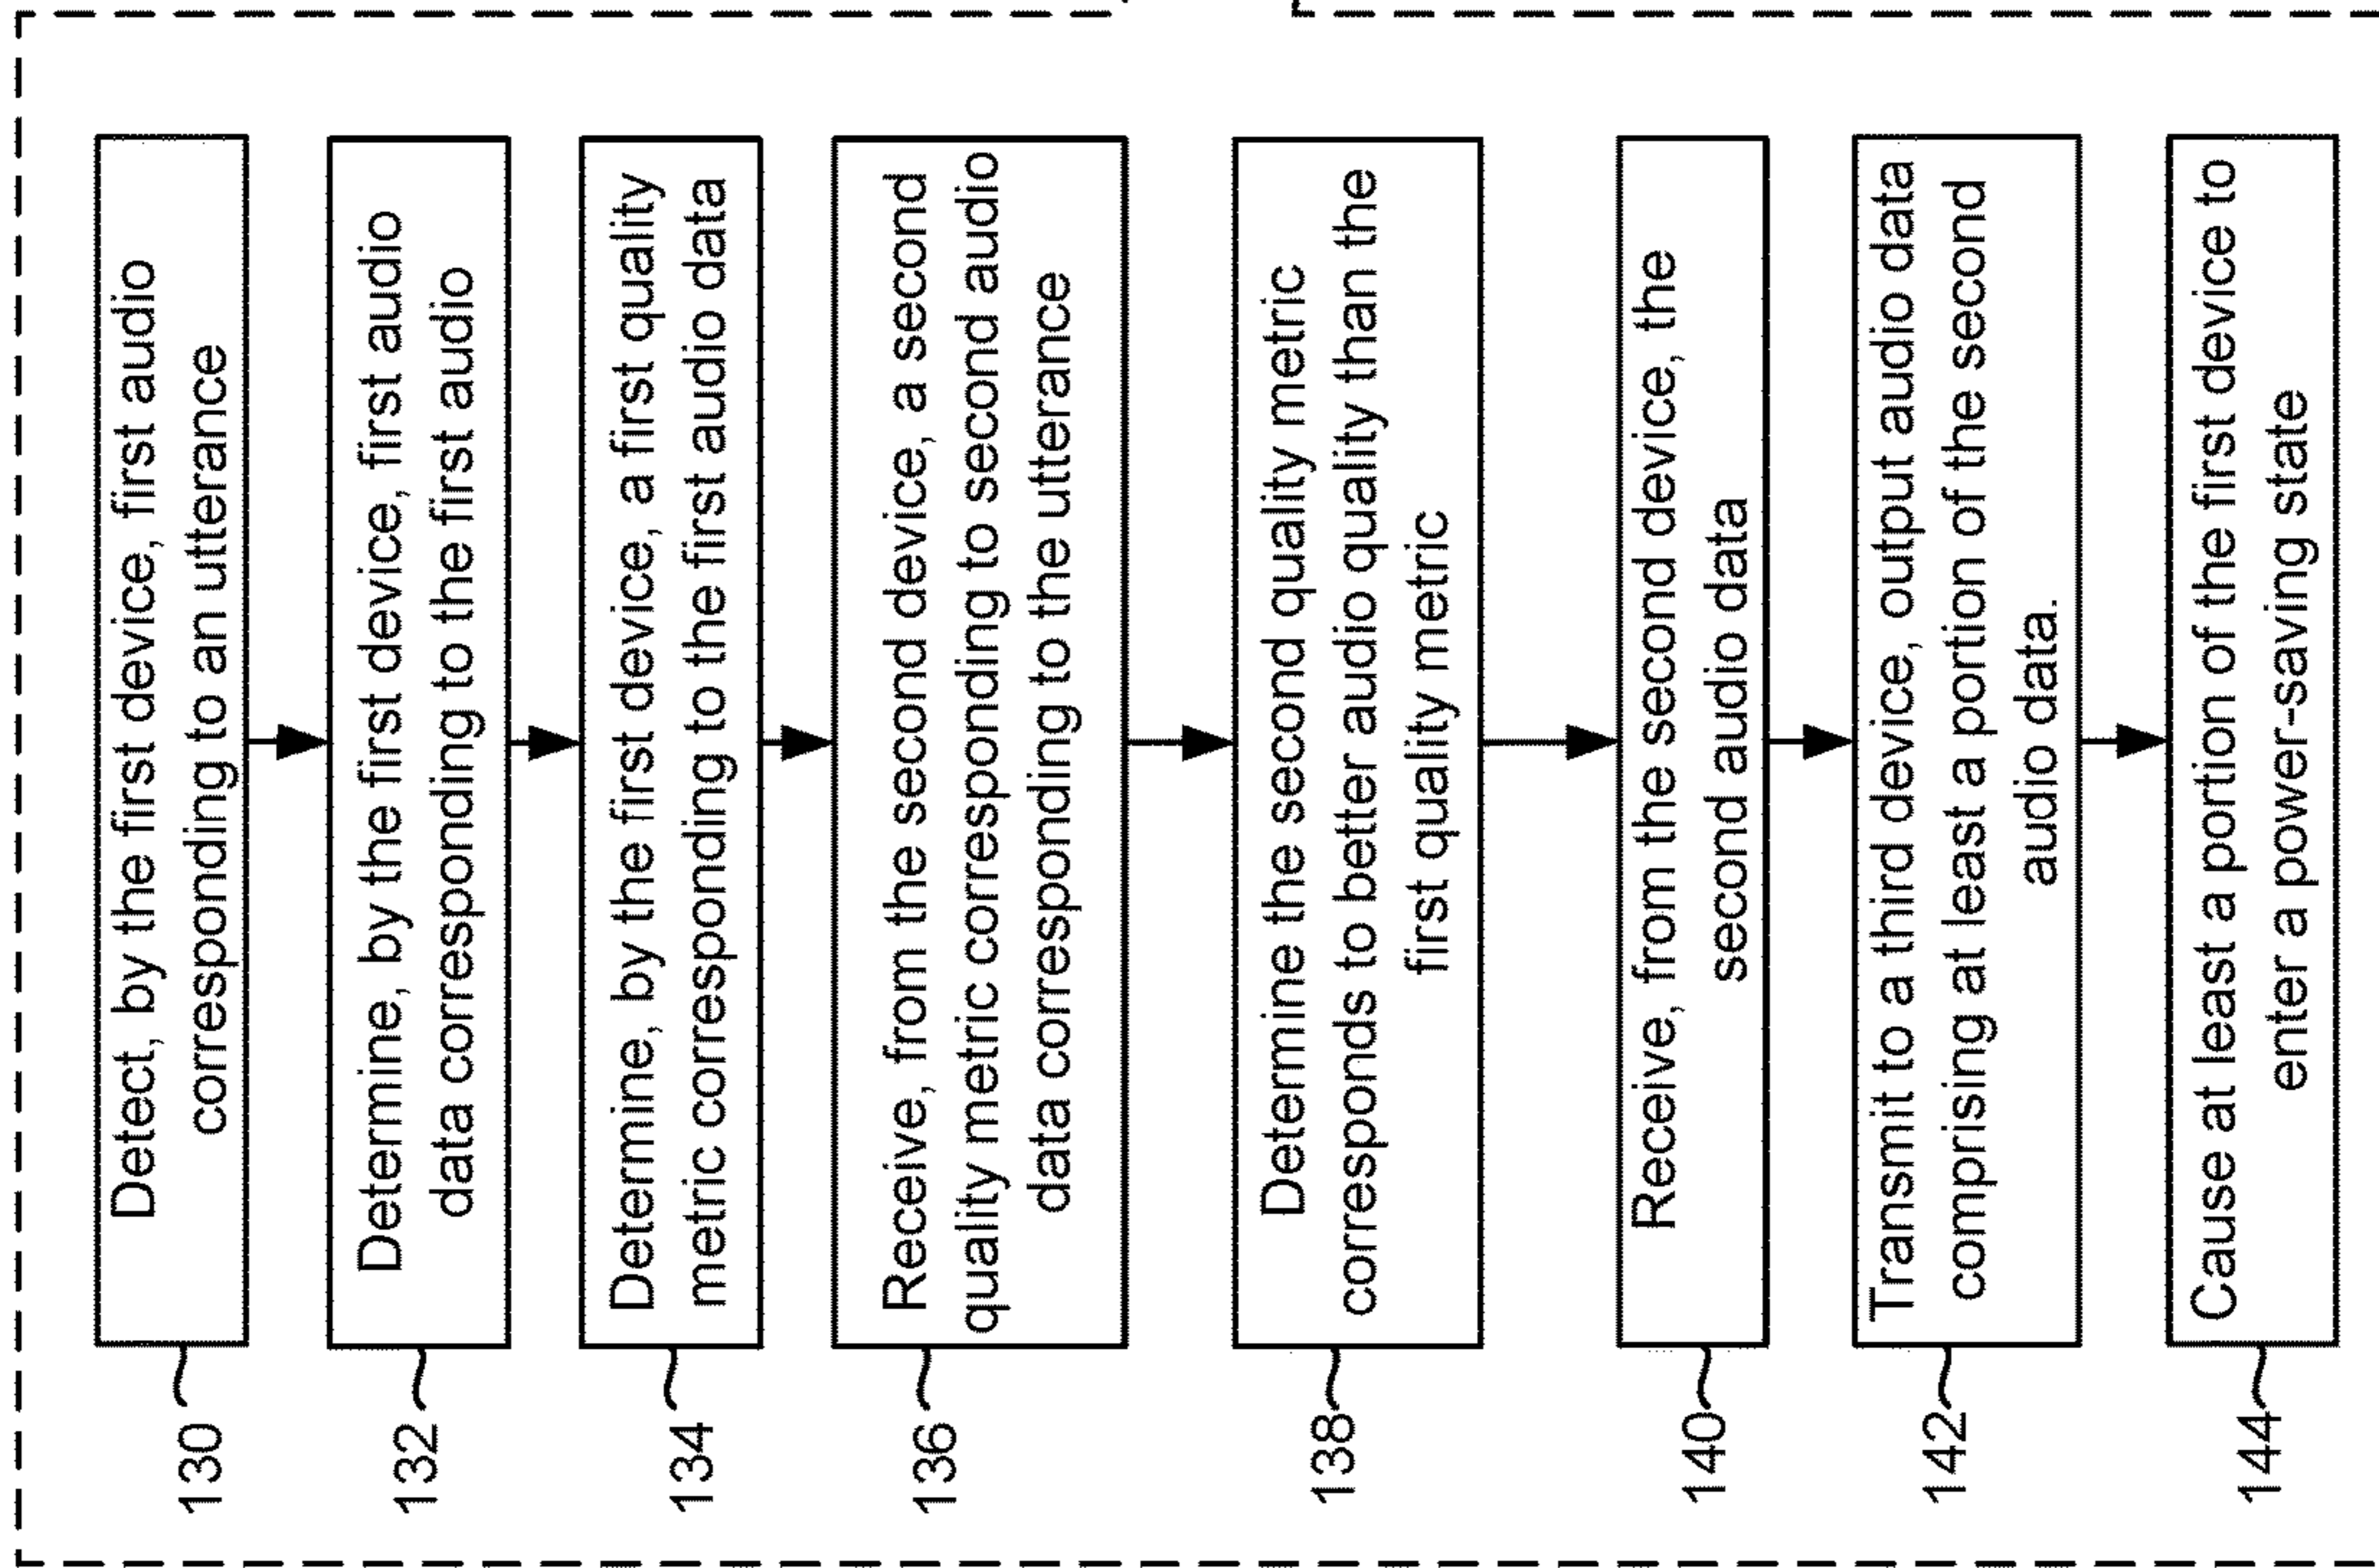 130
Detect, by the first device, first audio
corresponding to an utterance
132
Determine, by the first device, first audio
data corresponding to the first audio
134
Determine, by the first device, a first quality
metric corresponding to the first audio data
136
Receive, from the second device, a second
quality metric corresponding to second audio
data corresponding to the utterance
138
Determine the second quality metric
corresponds to better audio quality than the
first quality metric
140
Receive, from the second device, the
second audio data
142
Transmit to a third device, output audio data
comprising at least a portion of the second
audio data.
144
Cause at least a portion of the first device to
enter a power-saving state